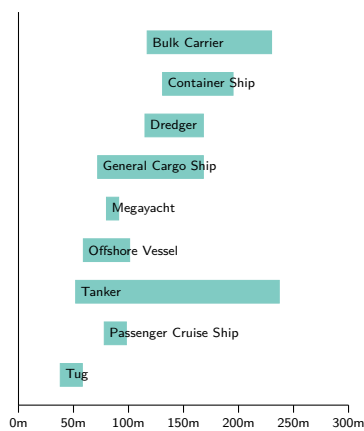 Bulk Carrier
Container Ship
Dredger
General Cargo Ship
Megayacht
Offshore Vessel
Tanker
Passenger Cruise Ship
Tug
0m 50m 100m 150m 200m 250m 300m